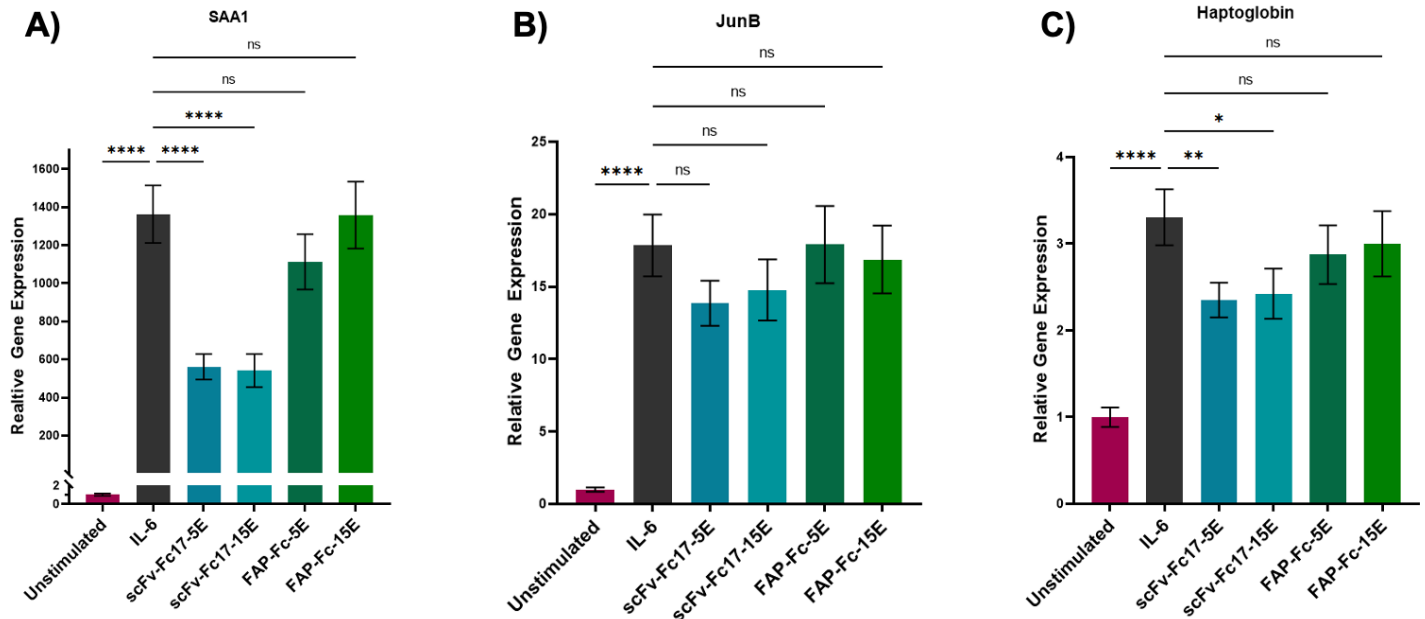 A)
SAA1
ns
ns
****
**** ****
Realtive Gene Expression
1600
1400
1200
1000
800
600
400
200
2
0
Unstimulated
IL-6
scFv-Fc17-5E
scFv-Fc17-15E
FAP-Fc-5E
FAP-Fc-15E
B)
JunB
ns
ns
ns
**** ns
Relative Gene Expression
25
20
15
10
5
0
Unstimulated
IL-6
scFv-Fc17-5E
scFv-Fc17-15E
FAP-Fc-5E
FAP-Fc-15E
C)
Haptoglobin
ns
ns
*
**** **
Relative Gene Expression
4
3
2
1
0
Unstimulated
IL-6
scFv-Fc17-5E
scFv-Fc17-15E
FAP-Fc-5E
FAP-Fc-15E